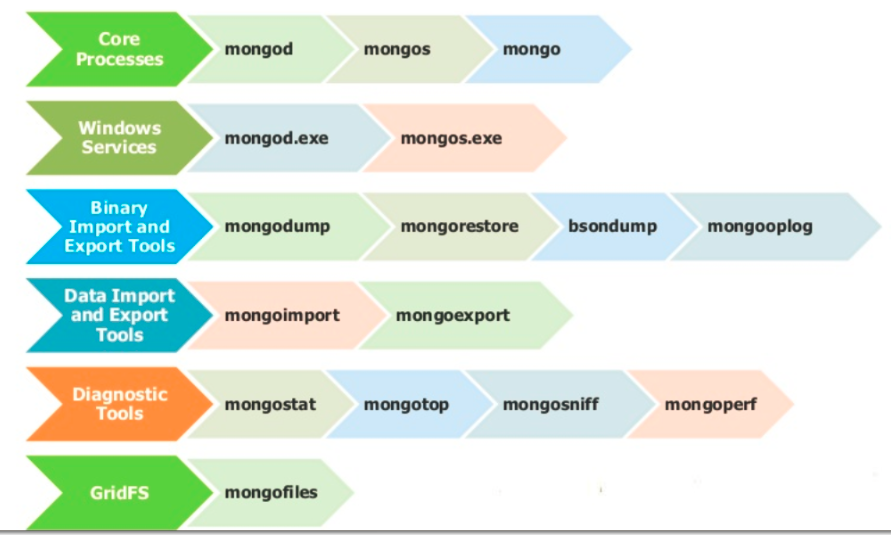 Core
Processes
mongod
mongos
mongo
Windows
Services
mongod.exe
mongos.exe
Binary
Import and
Export Tools
mongodump
mongorestore
bsondump
mongooplog
Data Import
and Export
Tools
mongoimport
mongoexport
Diagnostic
Tools
mongostat
mongotop
mongosniff
mongoperf
GridFS
mongofiles